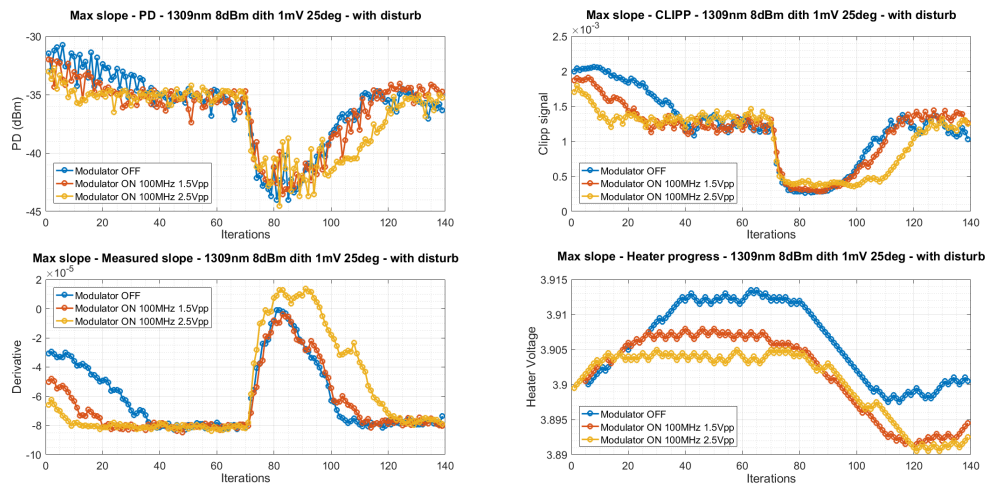 Max slope - PD - 1309nm 8dBm dith 1mV 25deg - with disturb
-30
-35
-40
-45
PD (dBm)
Modulator OFF
Modulator ON 100MHz 1.5Vpp
Modulator ON 100MHz 2.5Vpp
0 20 40 60 80 100 120 140
Iterations
Max slope - CLIPP - 1309nm 8dBm dith 1mV 25deg - with disturb
×10⁻³
2.5
2
1.5
1
0.5
0
Clipp signal
Modulator OFF
Modulator ON 100MHz 1.5Vpp
Modulator ON 100MHz 2.5Vpp
0 20 40 60 80 100 120 140
Iterations
Max slope - Measured slope - 1309nm 8dBm dith 1mV 25deg - with disturb
×10⁻⁵
2
0
-2
-4
-6
-8
-10
Derivative
Modulator OFF
Modulator ON 100MHz 1.5Vpp
Modulator ON 100MHz 2.5Vpp
0 20 40 60 80 100 120 140
Iterations
Max slope - Heater progress - 1309nm 8dBm dith 1mV 25deg - with disturb
3.915
3.91
3.905
3.9
3.895
3.89
Heater Voltage
Modulator OFF
Modulator ON 100MHz 1.5Vpp
Modulator ON 100MHz 2.5Vpp
0 20 40 60 80 100 120 140
Iterations